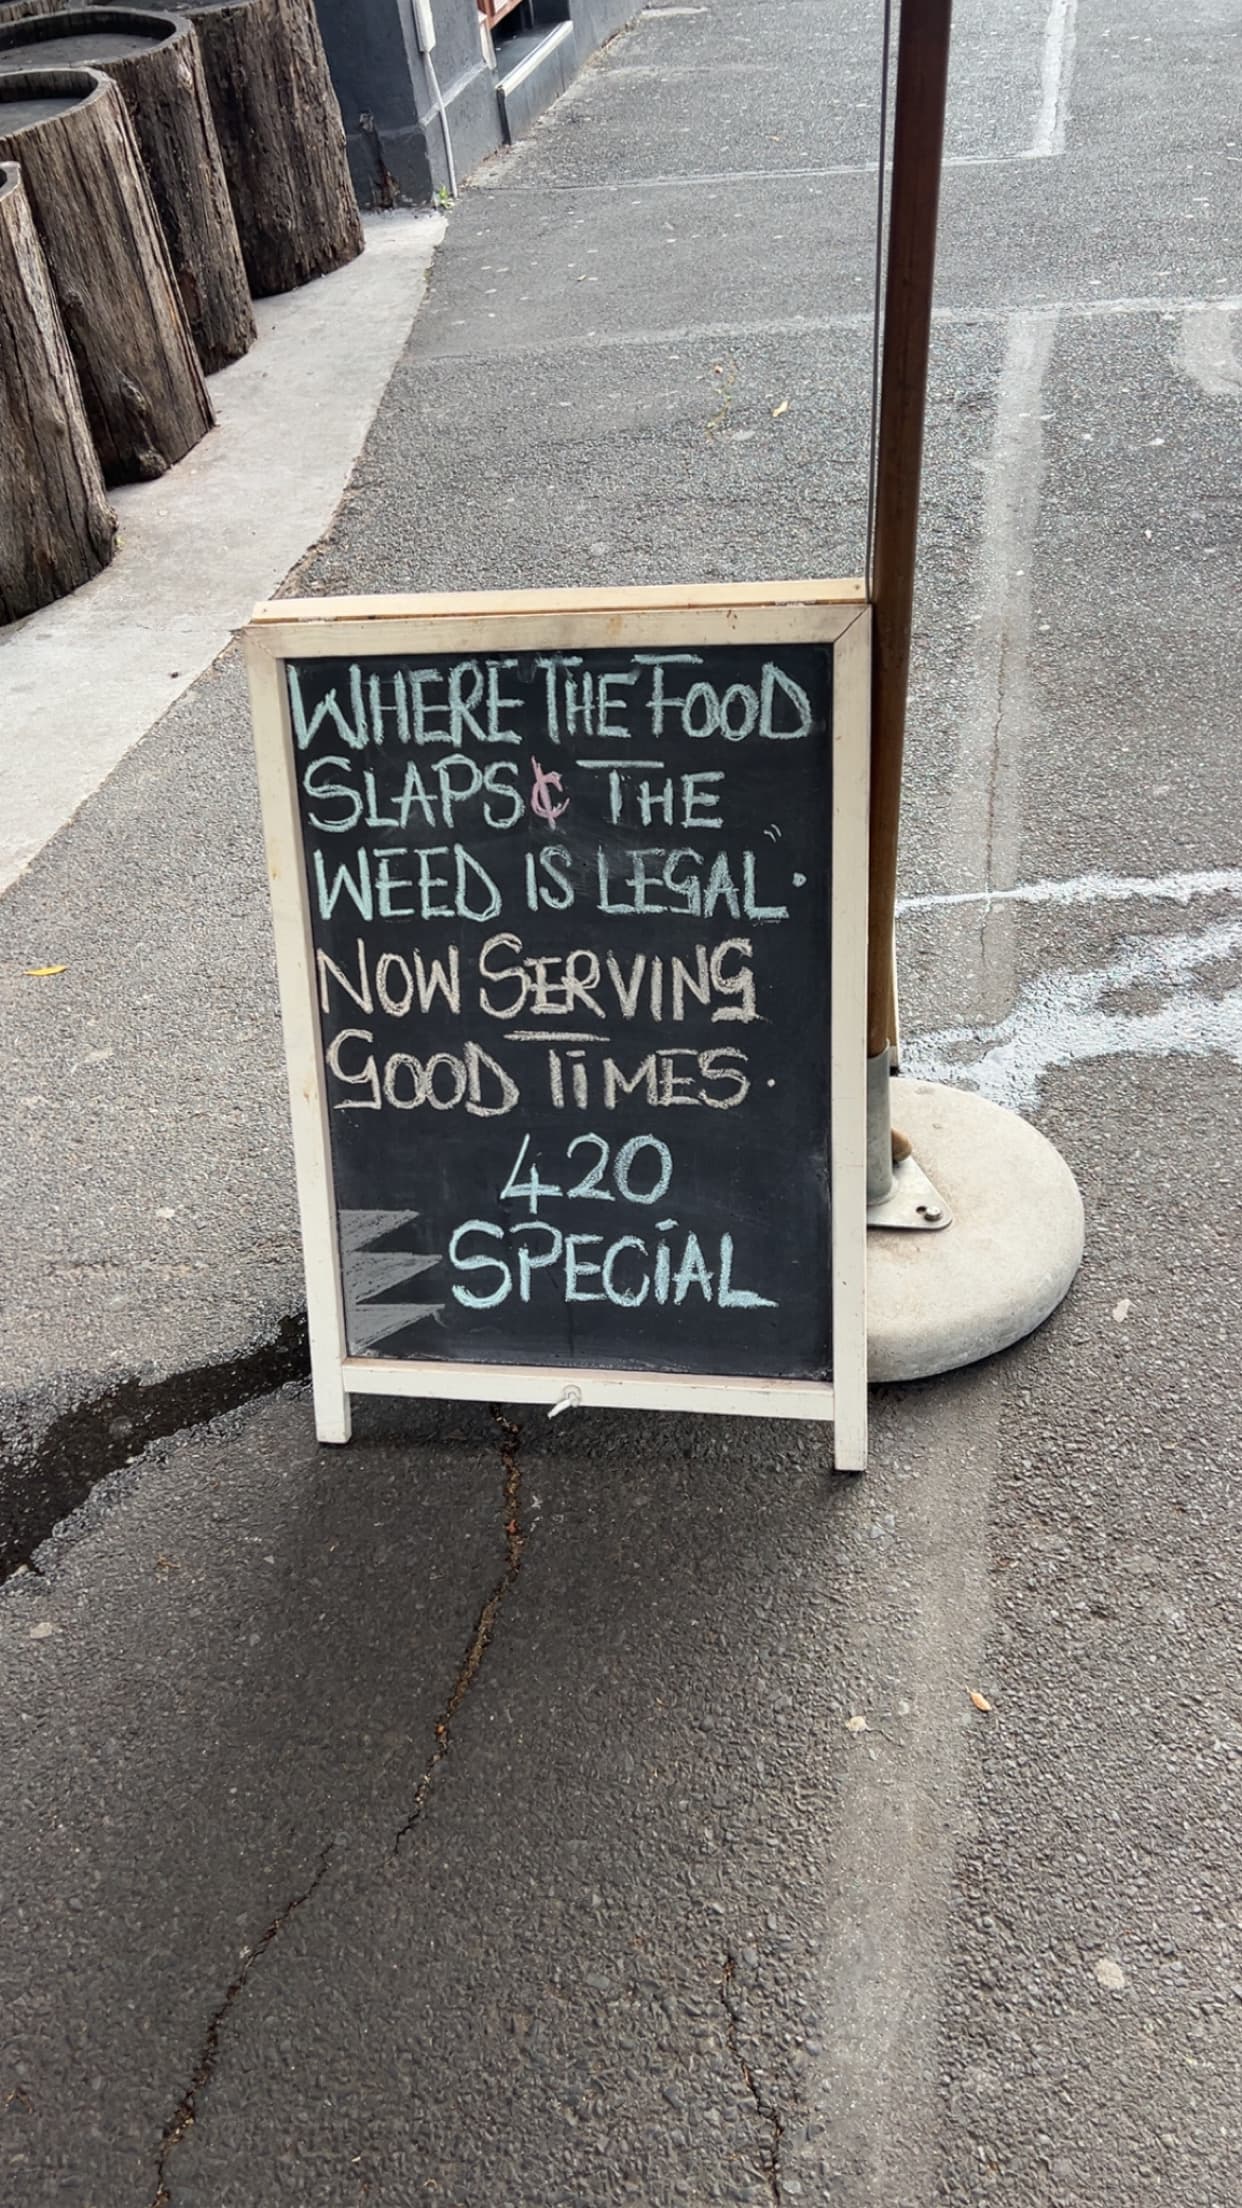 WHERE THE FOOD
SLAPS & THE
WEED IS LEGAL.
NOW SERVING
GOOD TIMES.
420
SPECIAL